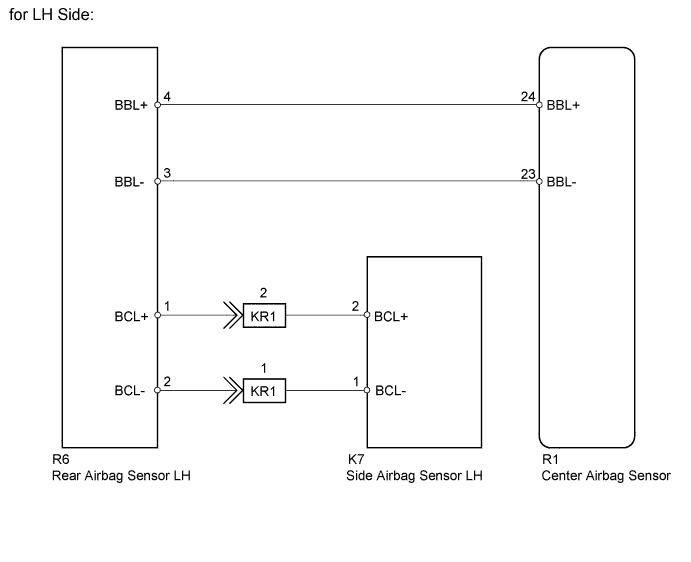 for LH Side:
BBL+ 4 24 BBL+
BBL- 3 23 BBL-
2
BCL+ 1 KR1 2 BCL+
1
BCL- 2 KR1 1 BCL-
R6 K7 R1
Rear Airbag Sensor LH Side Airbag Sensor LH Center Airbag Sensor